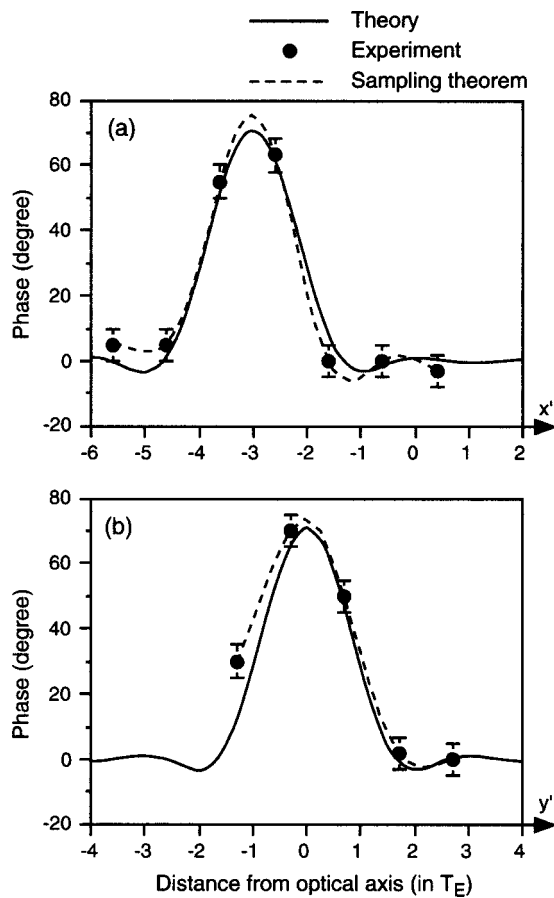 Theory
Experiment
Sampling theorem
(a)
Phase (degree)
80
60
40
20
0
-20
-6 -5 -4 -3 -2 -1 0 1 2
x'
(b)
Phase (degree)
80
60
40
20
0
-20
-4 -3 -2 -1 0 1 2 3 4
y'
Distance from optical axis (in T_E)